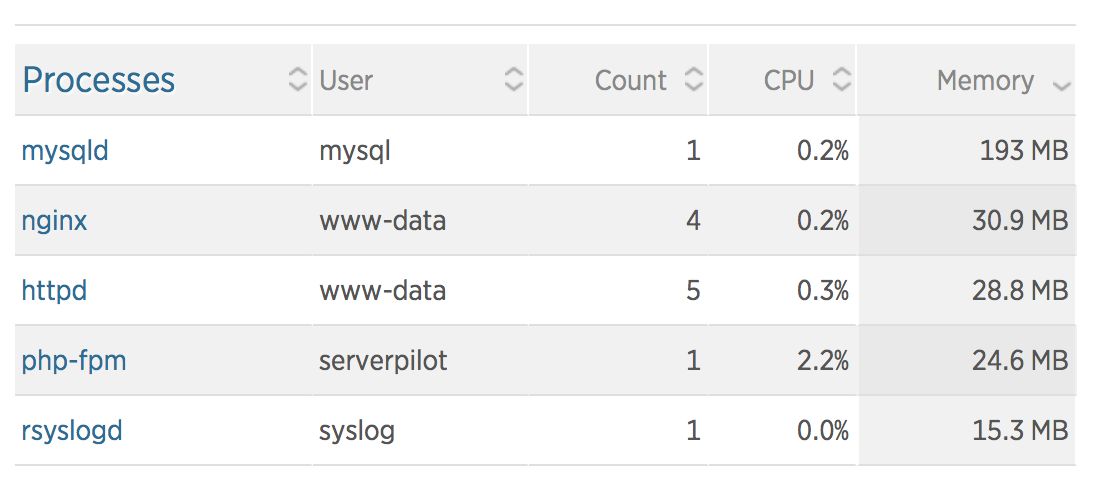 Processes User Count CPU Memory
mysqld mysql 1 0.2% 193 MB
nginx www-data 4 0.2% 30.9 MB
httpd www-data 5 0.3% 28.8 MB
php-fpm serverpilot 1 2.2% 24.6 MB
rsyslogd syslog 1 0.0% 15.3 MB